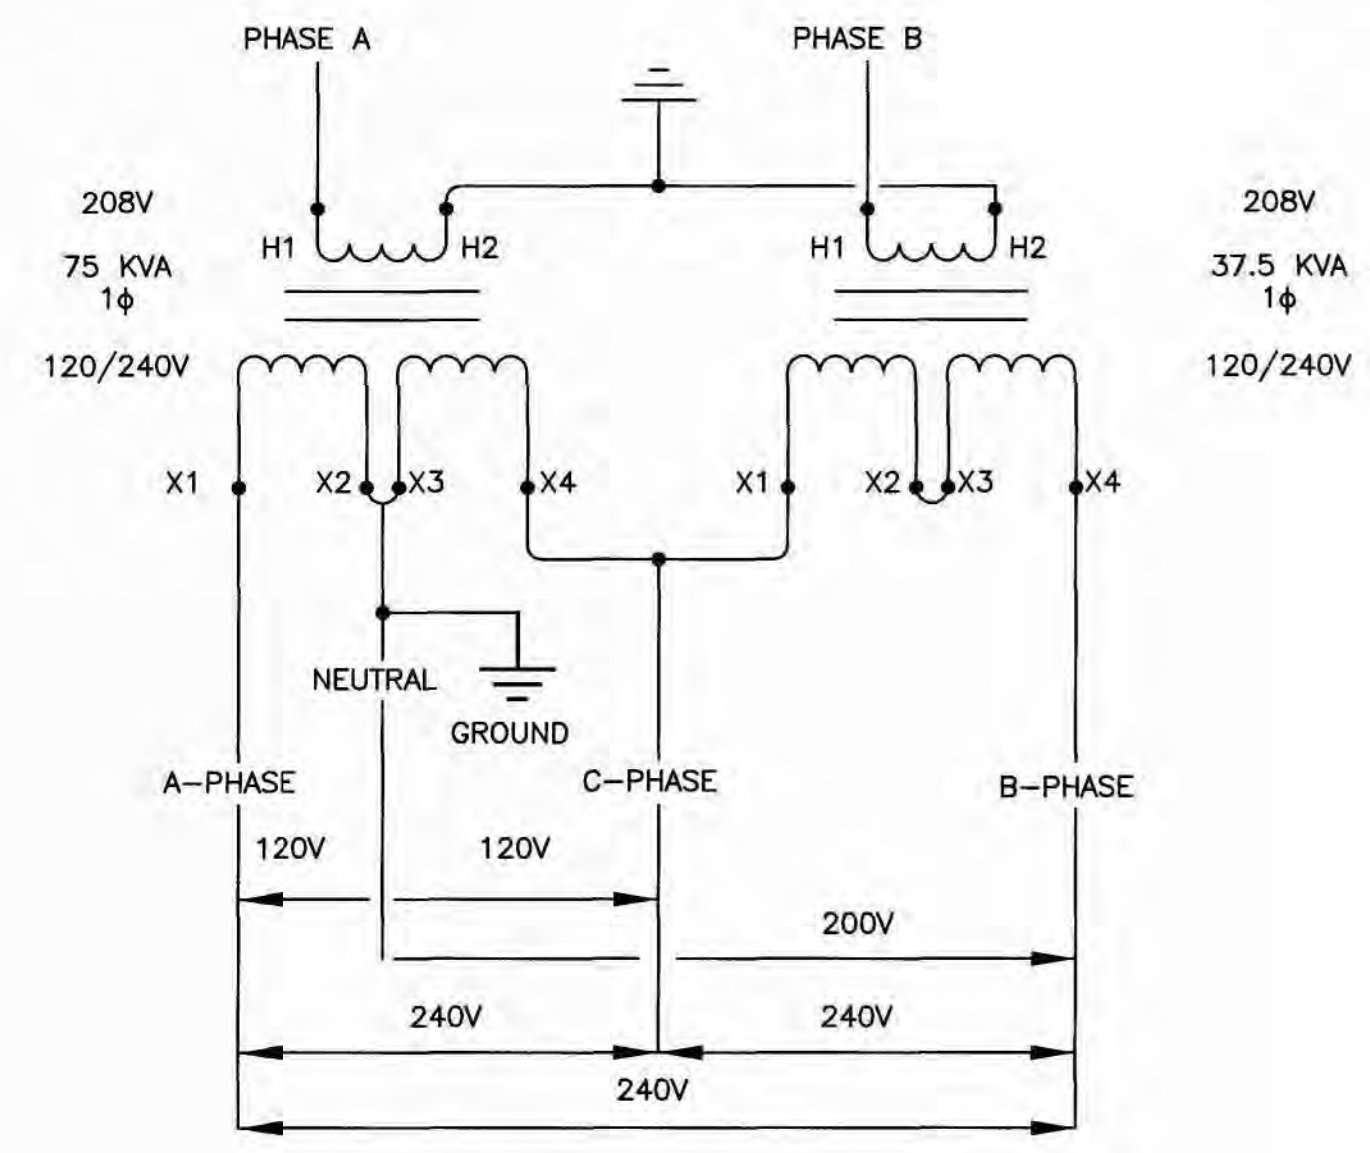 PHASE A
PHASE B
208V
208V
H1
H2
H1
H2
75 KVA
1ϕ
37.5 KVA
1ϕ
120/240V
120/240V
X1
X2
X3
X4
X1
X2
X3
X4
NEUTRAL
GROUND
A-PHASE
C-PHASE
B-PHASE
120V
120V
200V
240V
240V
240V